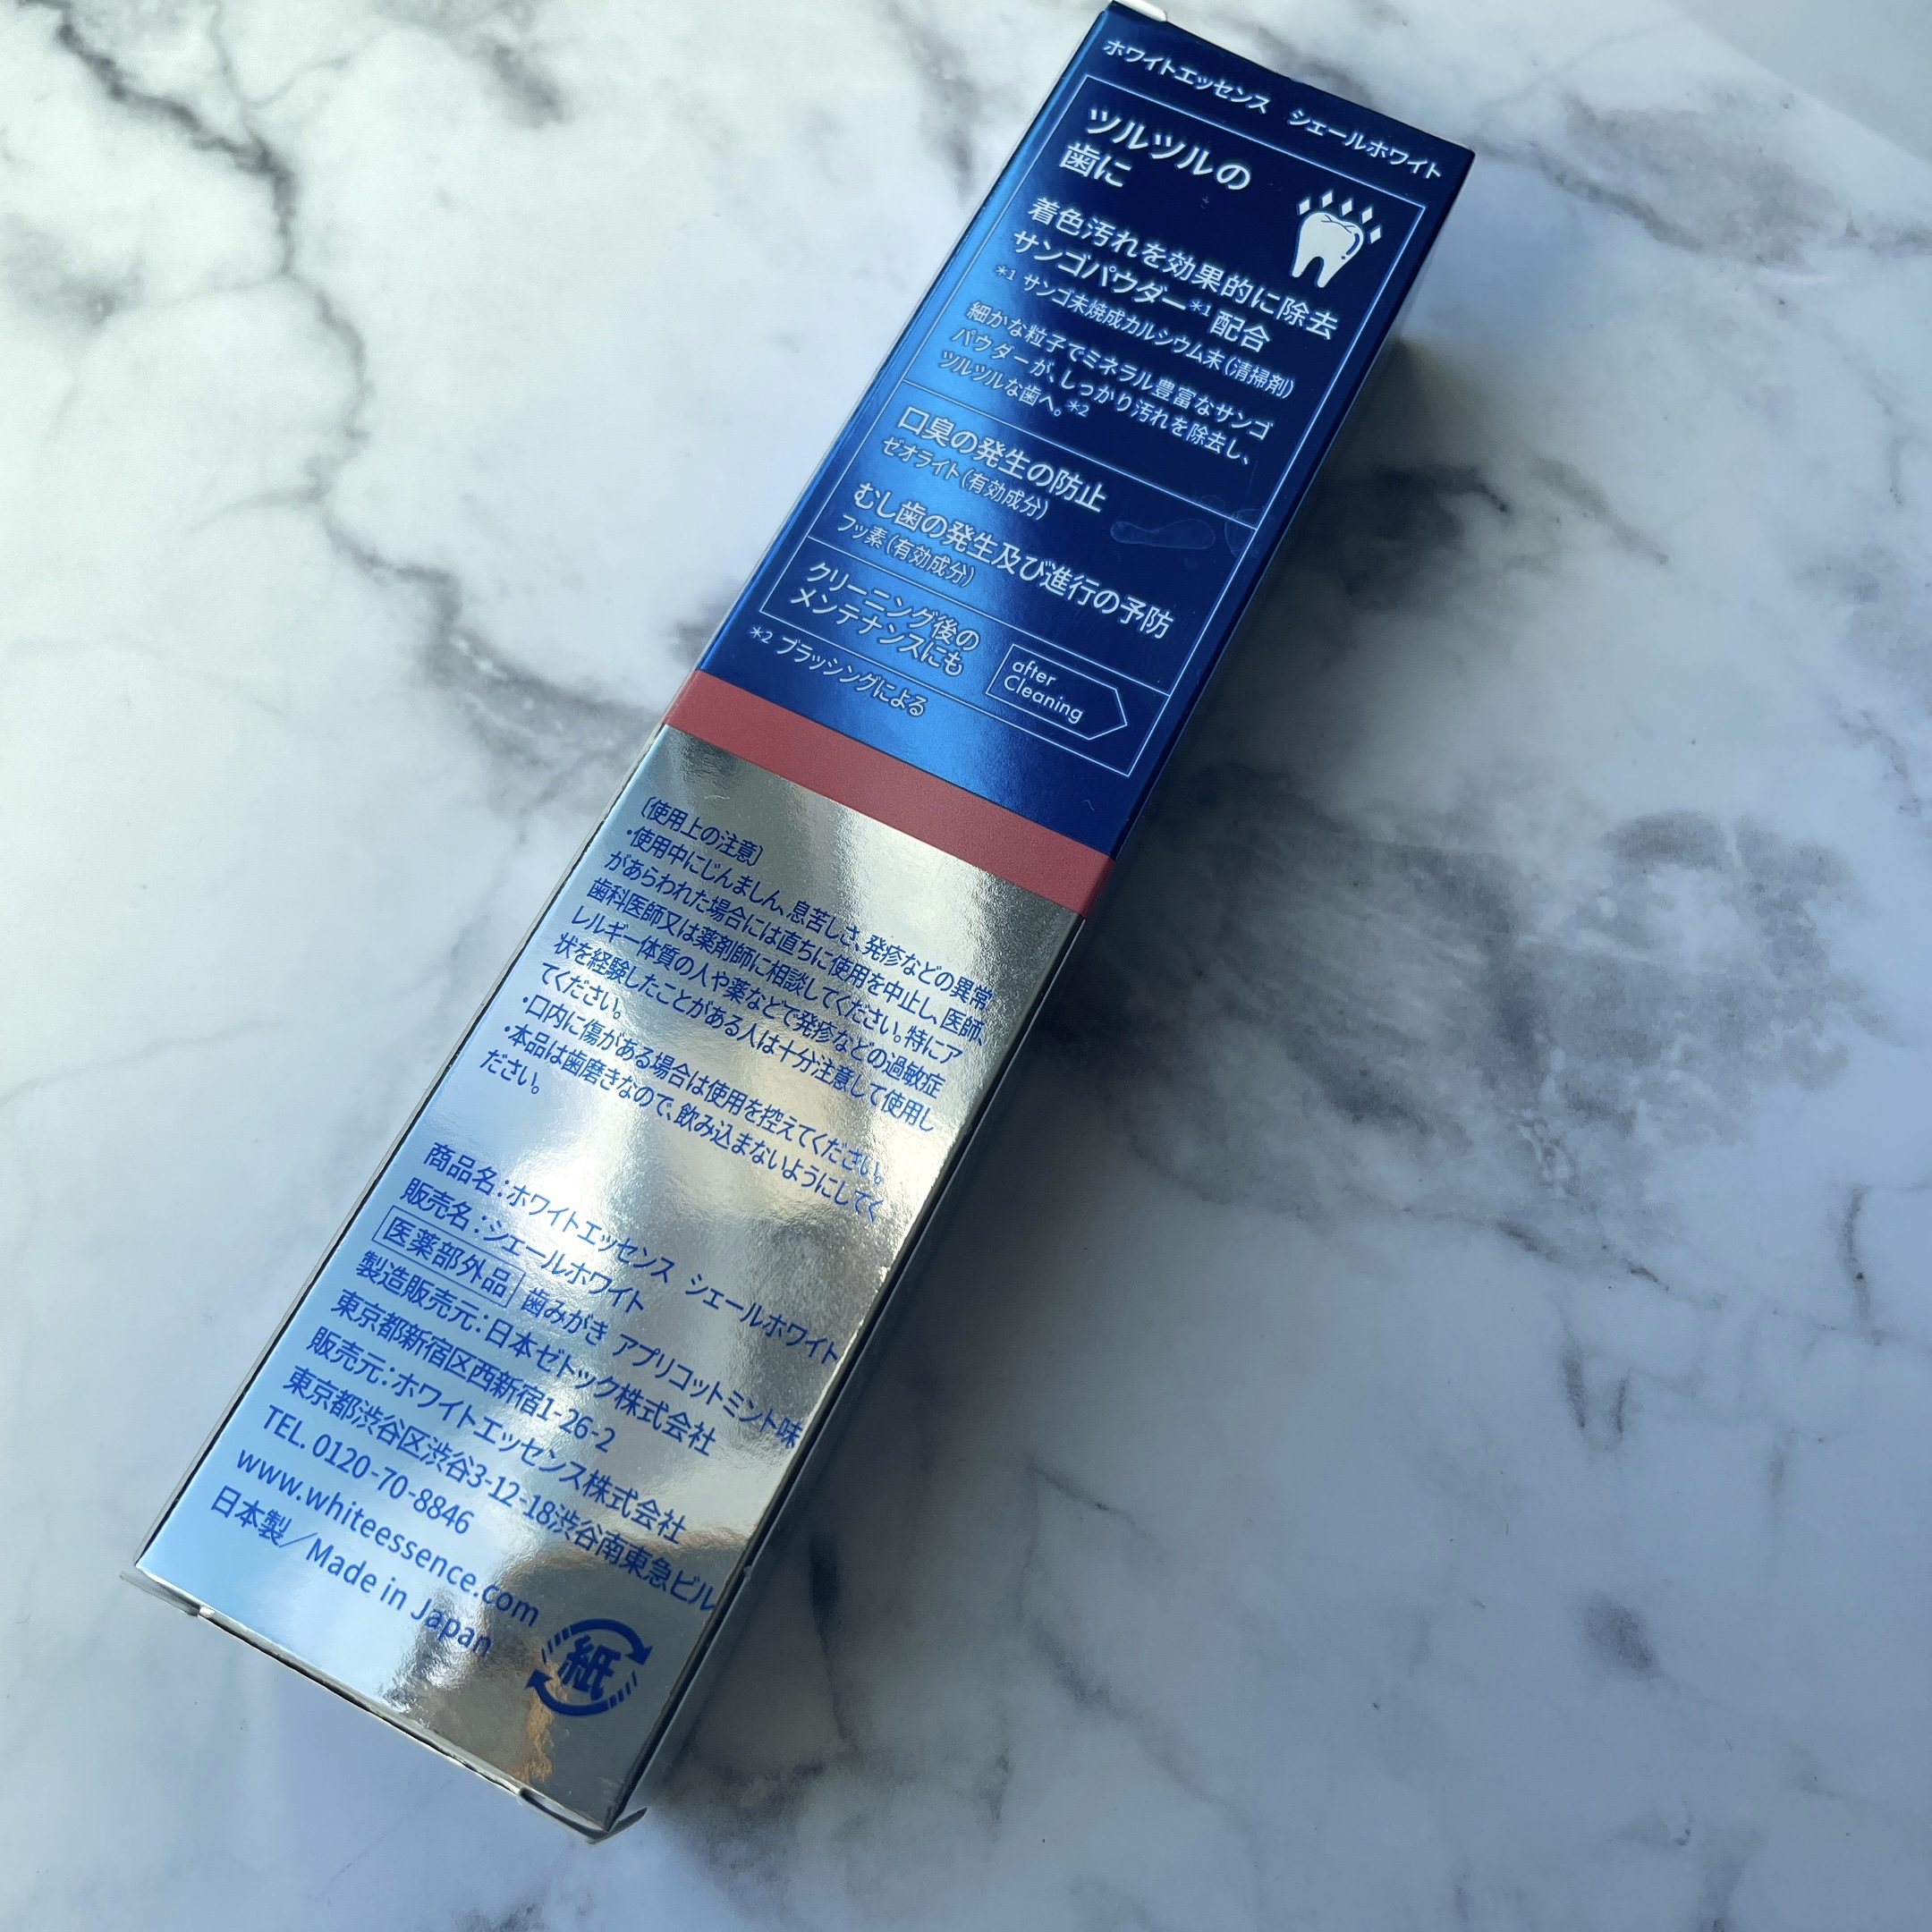 ホワイトエッセンス シェールホワイト
ツルツルの
歯に
着色汚れを効果的に除去
サンゴパウダー*1配合
*1 サンゴ未焼成カルシウム末(清掃剤)
細かな粒子でミネラル豊富なサンゴ
パウダーが、しっかり汚れを除去し、
ツルツルな歯へ。*2
口臭の発生の防止
ゼオライト(有効成分)
むし歯の発生及び進行の予防
フッ素(有効成分)
クリーニング後の
メンテナンスにも
after
Cleaning
*2 ブラッシングによる
〔使用上の注意〕
・使用中にじんましん、息苦しさ、発疹などの異常
があらわれた場合には直ちに使用を中止し、医師、
歯科医師又は薬剤師に相談してください。特にア
レルギー体質の人や薬などで発疹などの過敏症
状を経験したことがある人は十分注意して使用し
てください。
・口内に傷がある場合は使用を控えてください。
・本品は歯磨きなので、飲み込まないようにしてく
ださい。
商品名:ホワイトエッセンス シェールホワイト
販売名:シェールホワイト
医薬部外品 歯みがき アプリコットミント味
製造販売元:日本ゼトック株式会社
東京都新宿区西新宿1-26-2
販売元:ホワイトエッセンス株式会社
東京都渋谷区渋谷3-12-18渋谷南東急ビル
TEL. 0120-70-8846
www.whiteessence.com
日本製/Made in Japan
紙